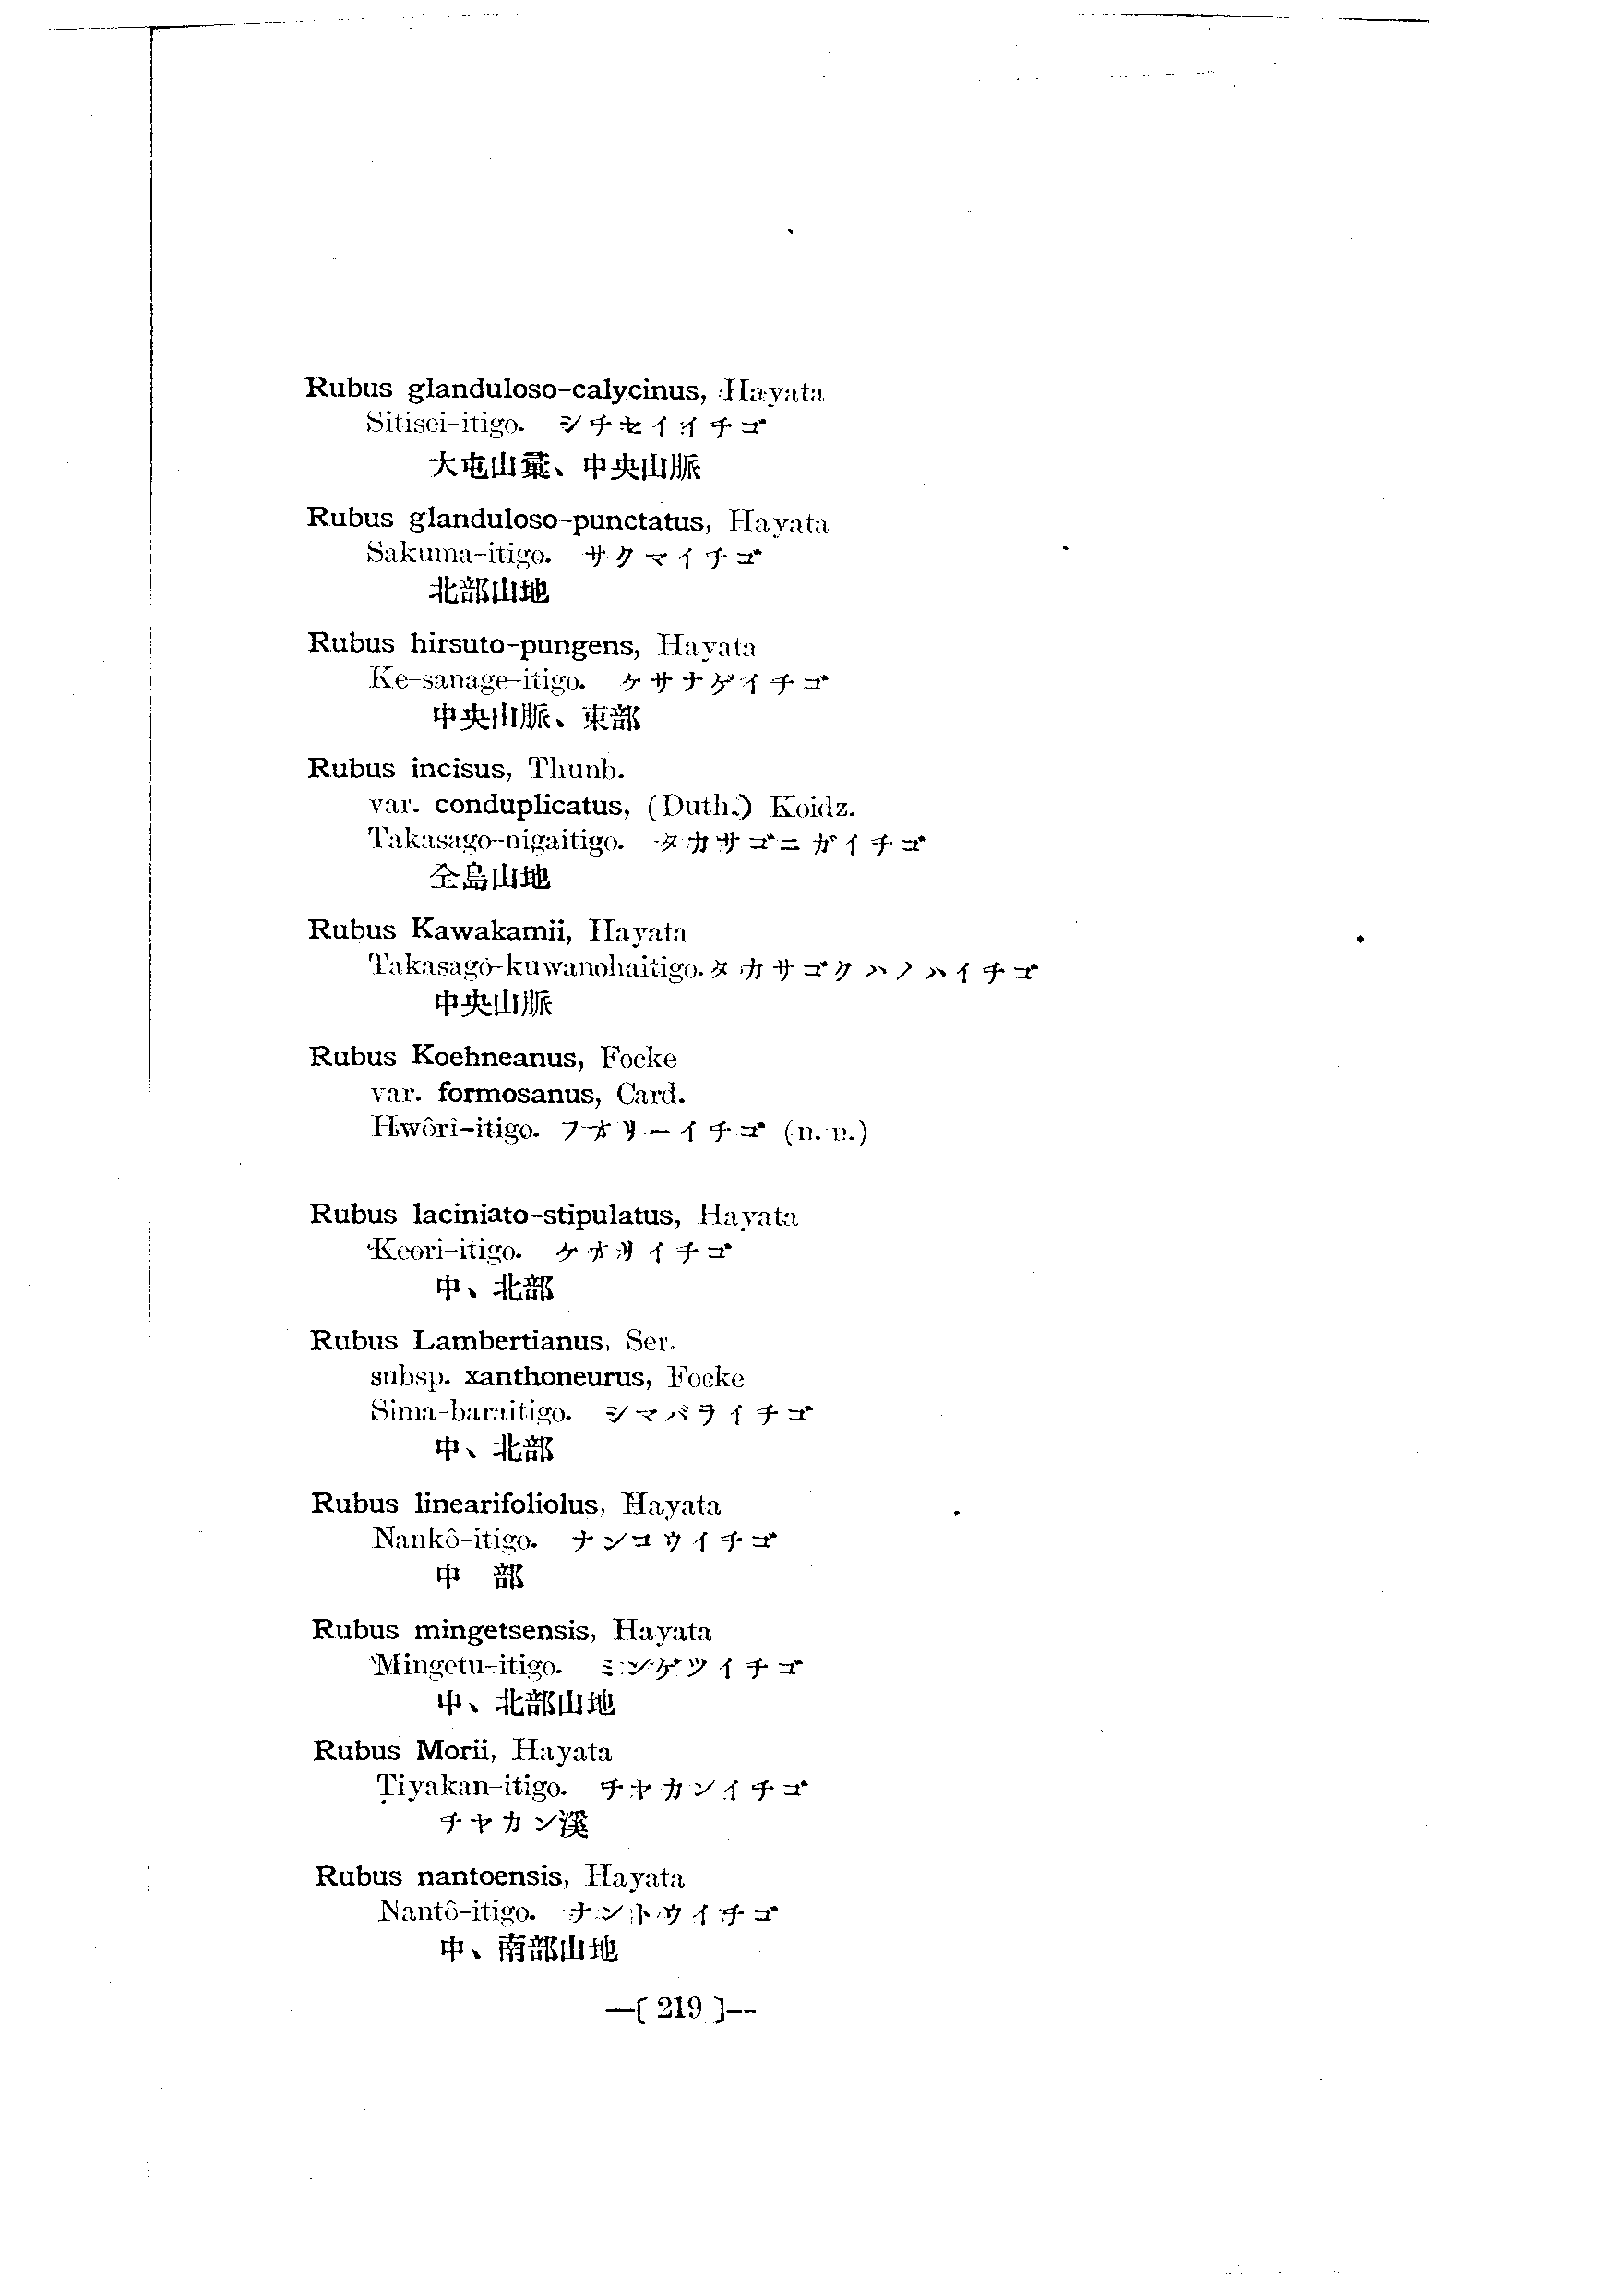 Rubus glanduloso-calycinus, Hayata
Sitisei-itigo. シチセイイチゴ
大屯山彙、中央山脈
Rubus glanduloso-punctatus, Hayata
Sakuma-itigo. サクマイチゴ
北部山地
Rubus hirsuto-pungens, Hayata
Ke-sanage-itigo. ケサナゲイチゴ
中央山脈、東部
Rubus incisus, Thunb.
var. conduplicatus, (Duth.) Koidz.
Takasago-nigaitigo. タカサゴニガイチゴ
全島山地
Rubus Kawakamii, Hayata
Takasago-kuwanohaitigo. タカサゴクハノハイチゴ
中央山脈
Rubus Koehneanus, Focke
var. formosanus, Card.
Hwôri-itigo. フオリーイチゴ (n. n.)
Rubus laciniato-stipulatus, Hayata
Keori-itigo. ケオリイチゴ
中、北部
Rubus Lambertianus, Ser.
subsp. xanthoneurus, Focke
Sima-baraitigo. シマバライチゴ
中、北部
Rubus linearifoliolus, Hayata
Nankô-itigo. ナンコウイチゴ
中 部
Rubus mingetsensis, Hayata
Mingetu-itigo. ミンゲツイチゴ
中、北部山地
Rubus Morii, Hayata
Tiyakan-itigo. チヤカンイチゴ
チヤカン溪
Rubus nantoensis, Hayata
Nantô-itigo. ナントウイチゴ
中、南部山地
—[ 219 ]—